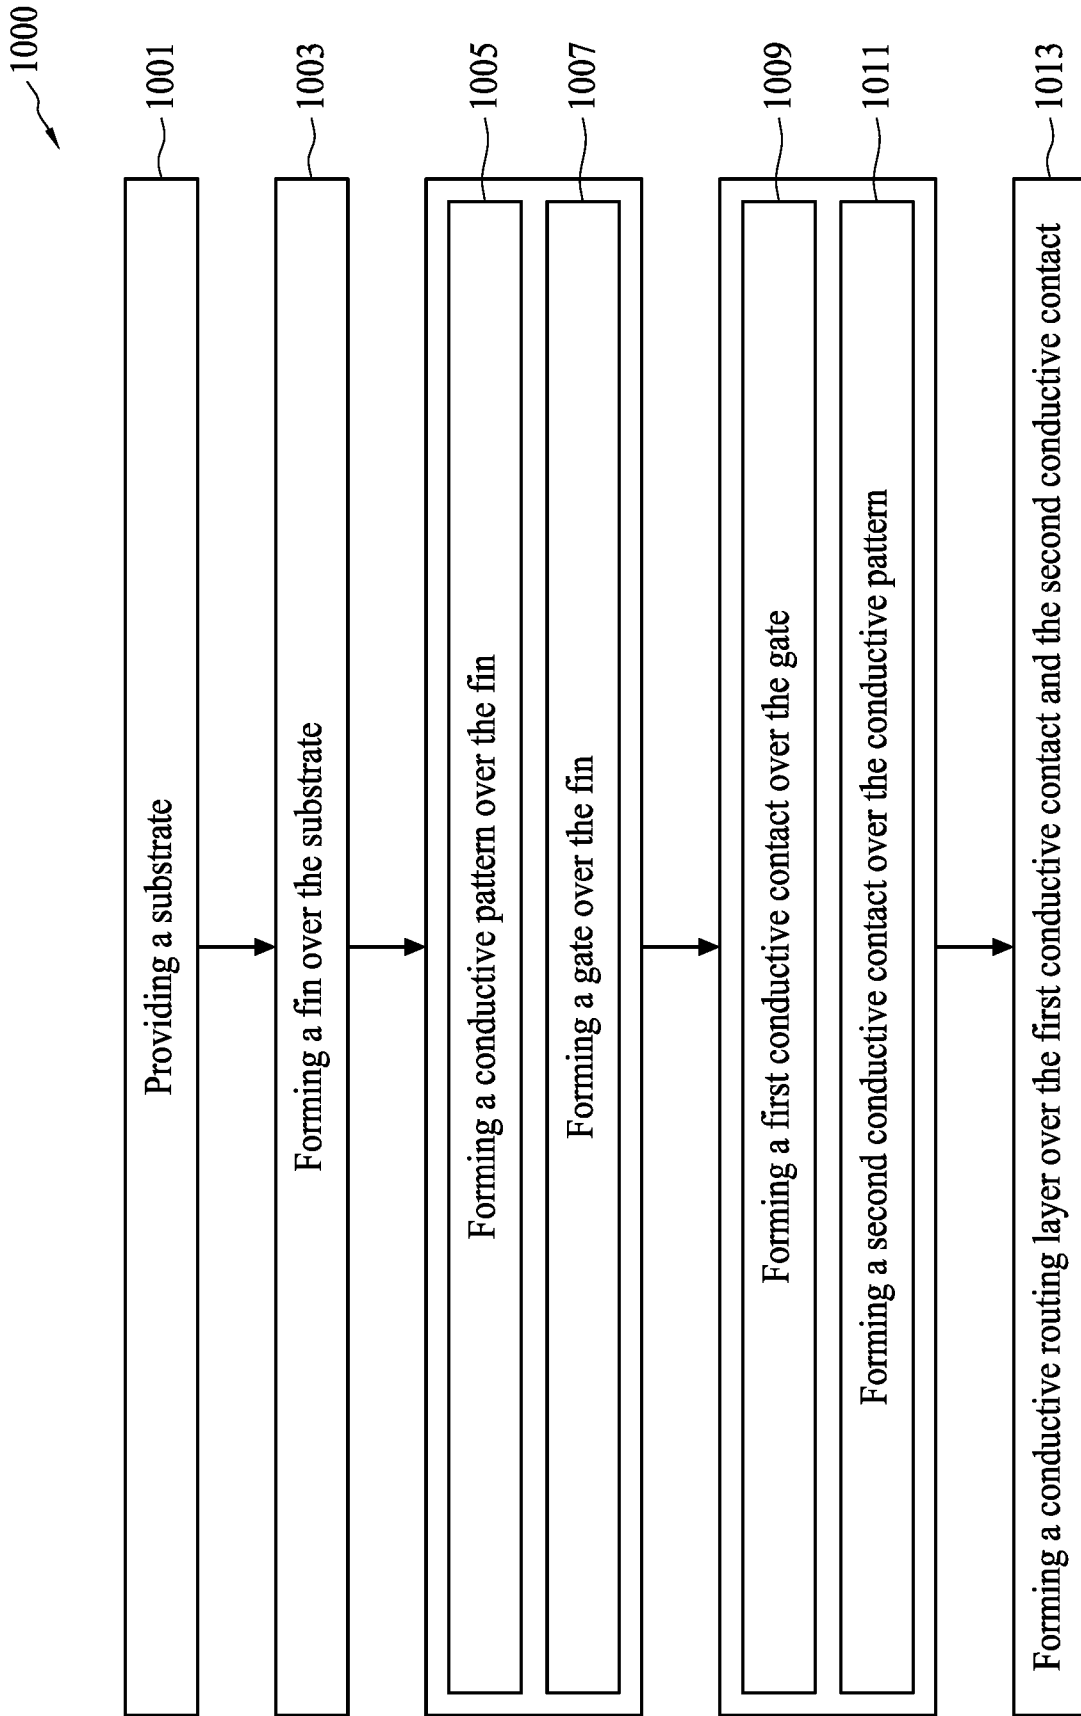 1000
Providing a substrate
1001
Forming a fin over the substrate
1003
Forming a conductive pattern over the fin
1005
Forming a gate over the fin
1007
Forming a first conductive contact over the gate
1009
Forming a second conductive contact over the conductive pattern
1011
Forming a conductive routing layer over the first conductive contact and the second conductive contact
1013